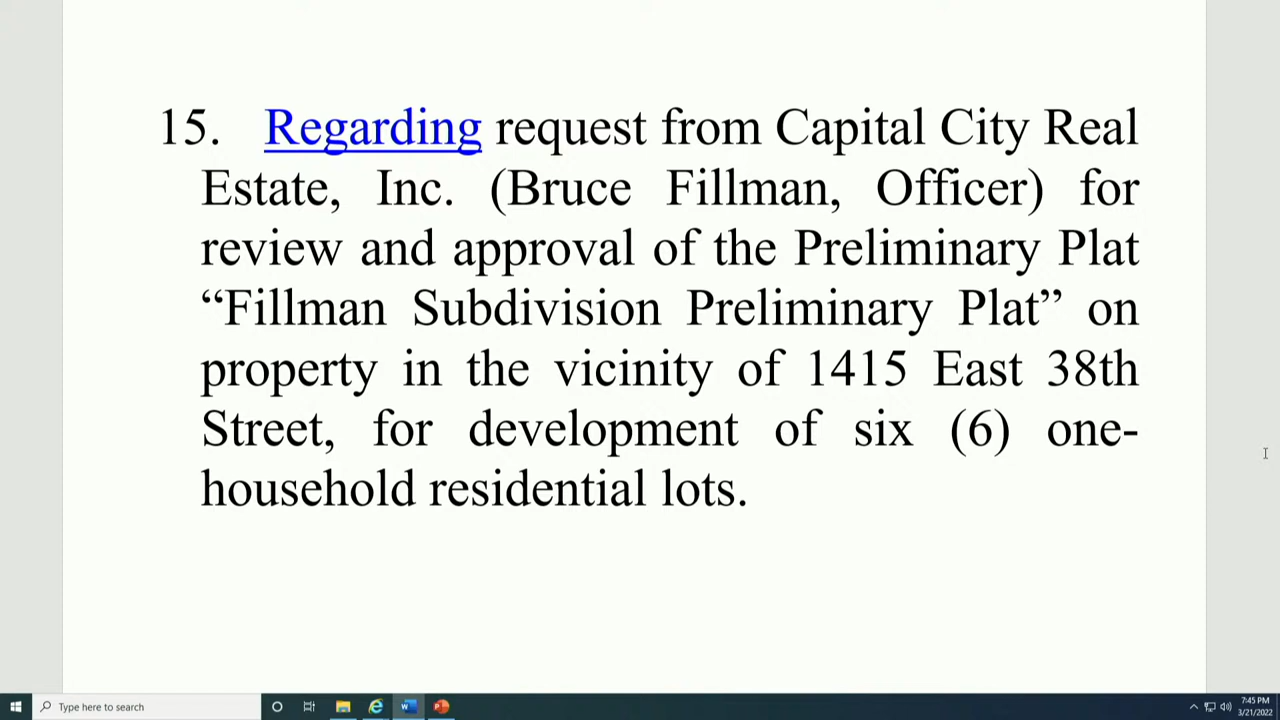 15. Regarding request from Capital City Real
Estate, Inc. (Bruce Fillman, Officer) for
review and approval of the Preliminary Plat
“Fillman Subdivision Preliminary Plat” on
property in the vicinity of 1415 East 38th
Street, for development of six (6) one-
household residential lots.
Type here to search
7:45 PM
3/21/2022